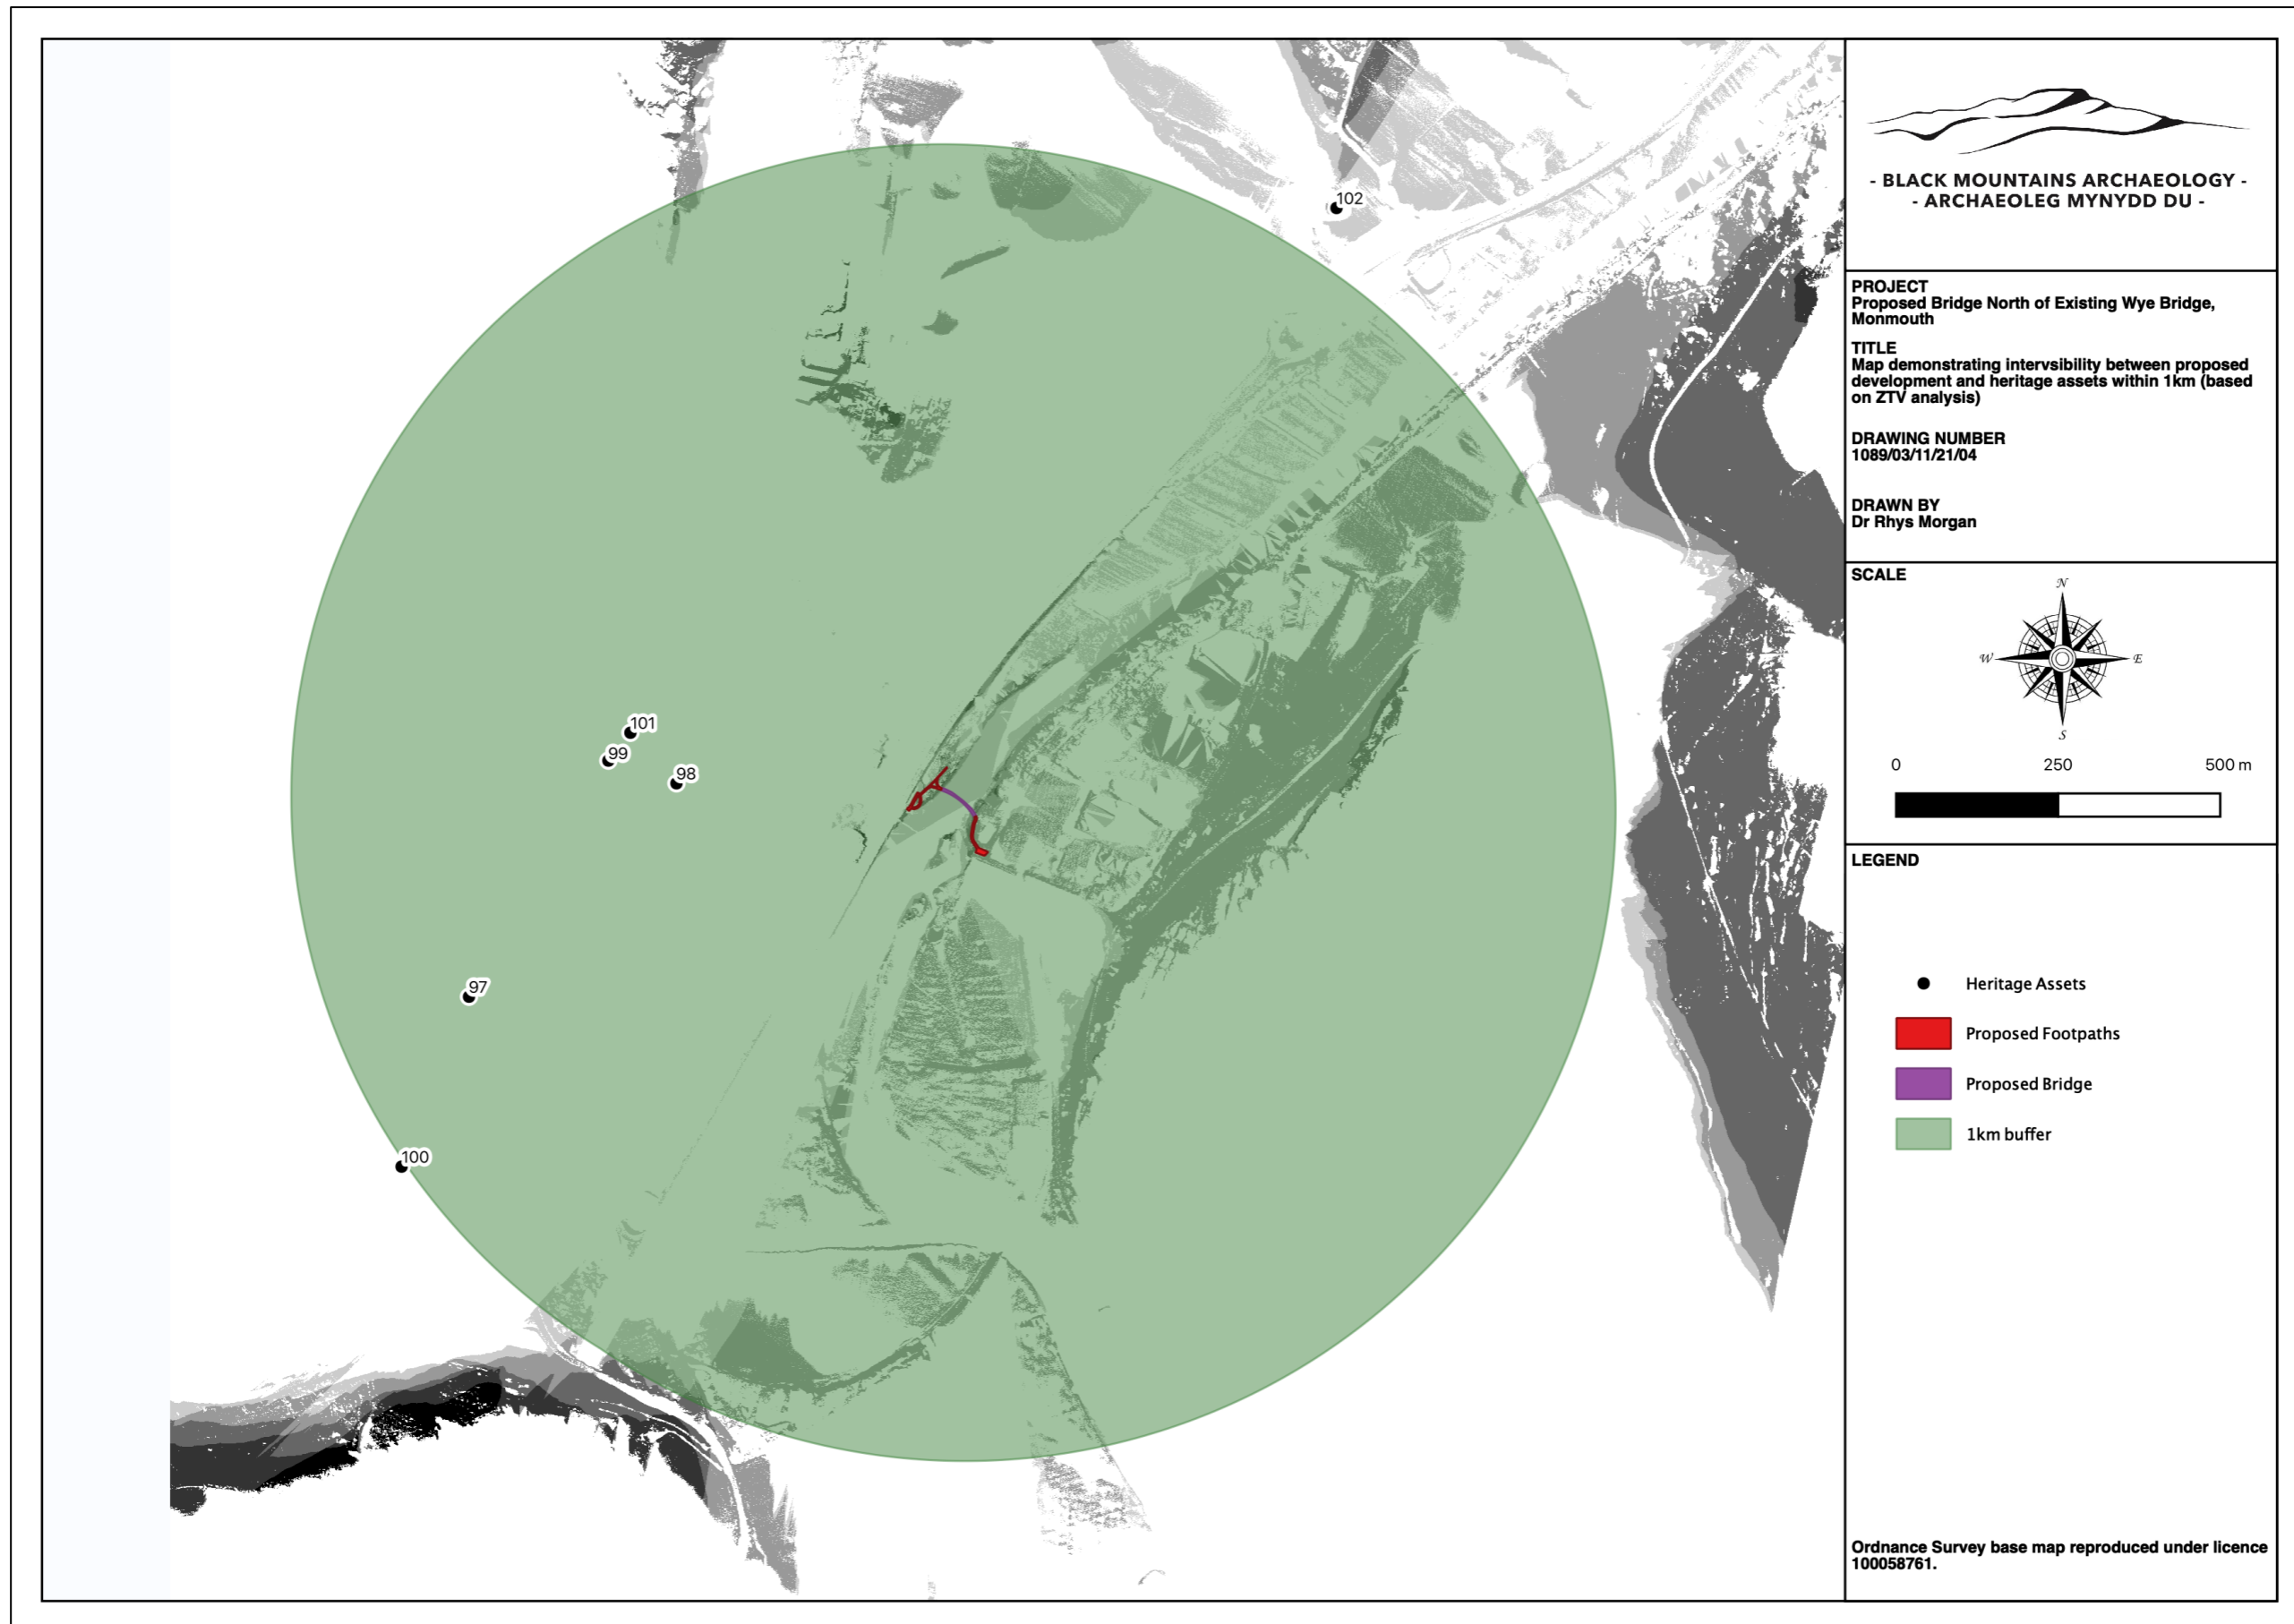 102
101
99
98
97
100
- BLACK MOUNTAINS ARCHAEOLOGY -
- ARCHAEOLEG MYNYDD DU -
PROJECT
Proposed Bridge North of Existing Wye Bridge,
Monmouth
TITLE
Map demonstrating intervsibility between proposed
development and heritage assets within 1km (based
on ZTV analysis)
DRAWING NUMBER
1089/03/11/21/04
DRAWN BY
Dr Rhys Morgan
SCALE
N
W E
S
0 250 500 m
LEGEND
Heritage Assets
Proposed Footpaths
Proposed Bridge
1km buffer
Ordnance Survey base map reproduced under licence
100058761.